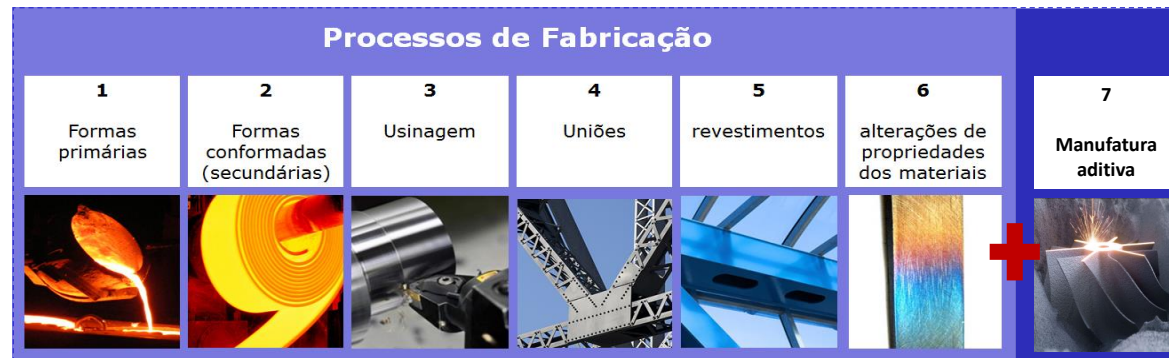 Processos de Fabricação
1
Formas
primárias
2
Formas
conformadas
(secundárias)
3
Usinagem
4
Uniões
5
revestimentos
6
alterações de
propriedades
dos materiais
7
Manufatura
aditiva